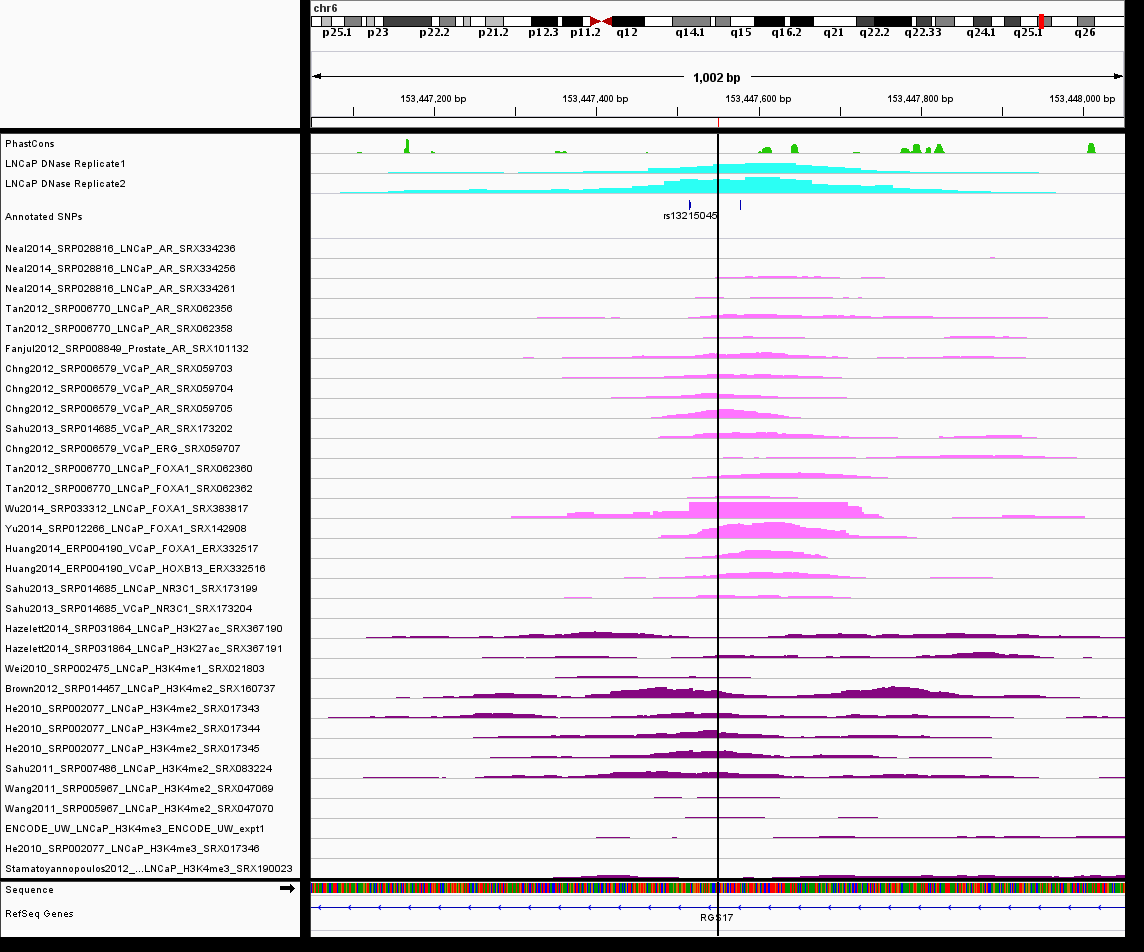 chr6
p25.1 p23 p22.2 p21.2 p12.3 p11.2 q12 q14.1 q15 q16.2 q21 q22.2 q22.33 q24.1 q25.1 q26
1,002 bp
153,447,200 bp 153,447,400 bp 153,447,600 bp 153,447,800 bp 153,448,000 bp
PhastCons
LNCaP DNase Replicate1
LNCaP DNase Replicate2
Annotated SNPs
rs13215045
Neal2014_SRP028816_LNCaP_AR_SRX334236
Neal2014_SRP028816_LNCaP_AR_SRX334256
Neal2014_SRP028816_LNCaP_AR_SRX334261
Tan2012_SRP006770_LNCaP_AR_SRX062356
Tan2012_SRP006770_LNCaP_AR_SRX062358
Fanjul2012_SRP008849_Prostate_AR_SRX101132
Chng2012_SRP006579_VCaP_AR_SRX059703
Chng2012_SRP006579_VCaP_AR_SRX059704
Chng2012_SRP006579_VCaP_AR_SRX059705
Sahu2013_SRP014685_VCaP_AR_SRX173202
Chng2012_SRP006579_VCaP_ERG_SRX059707
Tan2012_SRP006770_LNCaP_FOXA1_SRX062360
Tan2012_SRP006770_LNCaP_FOXA1_SRX062362
Wu2014_SRP033312_LNCaP_FOXA1_SRX383817
Yu2014_SRP012266_LNCaP_FOXA1_SRX142908
Huang2014_ERP004190_VCaP_FOXA1_ERX332517
Huang2014_ERP004190_VCaP_HOXB13_ERX332516
Sahu2013_SRP014685_LNCaP_NR3C1_SRX173199
Sahu2013_SRP014685_VCaP_NR3C1_SRX173204
Hazelett2014_SRP031864_LNCaP_H3K27ac_SRX367190
Hazelett2014_SRP031864_LNCaP_H3K27ac_SRX367191
Wei2010_SRP002475_LNCaP_H3K4me1_SRX021803
Brown2012_SRP014457_LNCaP_H3K4me2_SRX160737
He2010_SRP002077_LNCaP_H3K4me2_SRX017343
He2010_SRP002077_LNCaP_H3K4me2_SRX017344
He2010_SRP002077_LNCaP_H3K4me2_SRX017345
Sahu2011_SRP007486_LNCaP_H3K4me2_SRX083224
Wang2011_SRP005967_LNCaP_H3K4me2_SRX047069
Wang2011_SRP005967_LNCaP_H3K4me2_SRX047070
ENCODE_UW_LNCaP_H3K4me3_ENCODE_UW_expt1
He2010_SRP002077_LNCaP_H3K4me3_SRX017346
Stamatoyannopoulos2012_...LNCaP_H3K4me3_SRX190023
Sequence
RefSeq Genes
RGS17